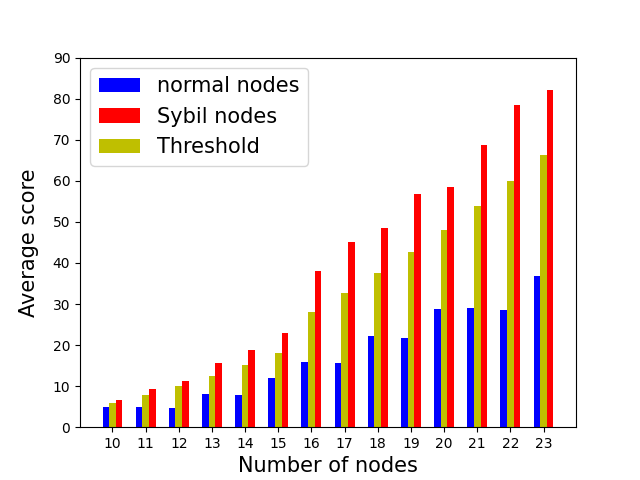 90
80
70
60
50
40
30
20
10
0
Average score
normal nodes
Sybil nodes
Threshold
10 11 12 13 14 15 16 17 18 19 20 21 22 23
Number of nodes